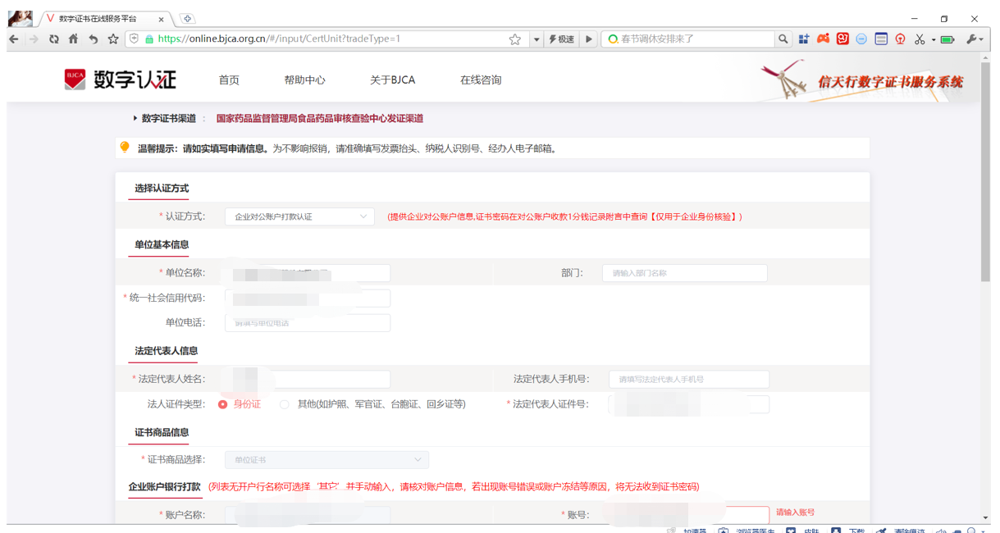 数字证书在线服务平台
https://online.bjca.org.cn/#/input/CertUnit?tradeType=1
极速
春节调休安排来了
BJCA 数字认证
首页 帮助中心 关于BJCA 在线咨询
信天行数字证书服务系统
数字证书渠道 : 国家药品监督管理局食品药品审核查验中心发证渠道
温馨提示：请如实填写申请信息。为不影响报销，请准确填写发票抬头、纳税人识别号、经办人电子邮箱。
选择认证方式
* 认证方式： 企业对公账户打款认证 (提供企业对公账户信息,证书密码在对公账户收款1分钱记录附言中查询【仅用于企业身份核验】)
单位基本信息
* 单位名称： 部门： 请输入部门名称
* 统一社会信用代码：
单位电话： 请填写单位电话
法定代表人信息
* 法定代表人姓名： 法定代表人手机号： 请填写法定代表人手机号
法人证件类型： 身份证 其他(如护照、军官证、台胞证、回乡证等) * 法定代表人证件号：
证书商品信息
* 证书商品选择： 单位证书
企业账户银行打款 (列表无开户行名称可选择‘其它’并手动输入，请核对账户信息，若出现账号错误或账户冻结等原因，将无法收到证书密码)
* 账户名称： * 账号： 请输入账号
加速器 浏览器医生 皮肤 下载 清除痕迹